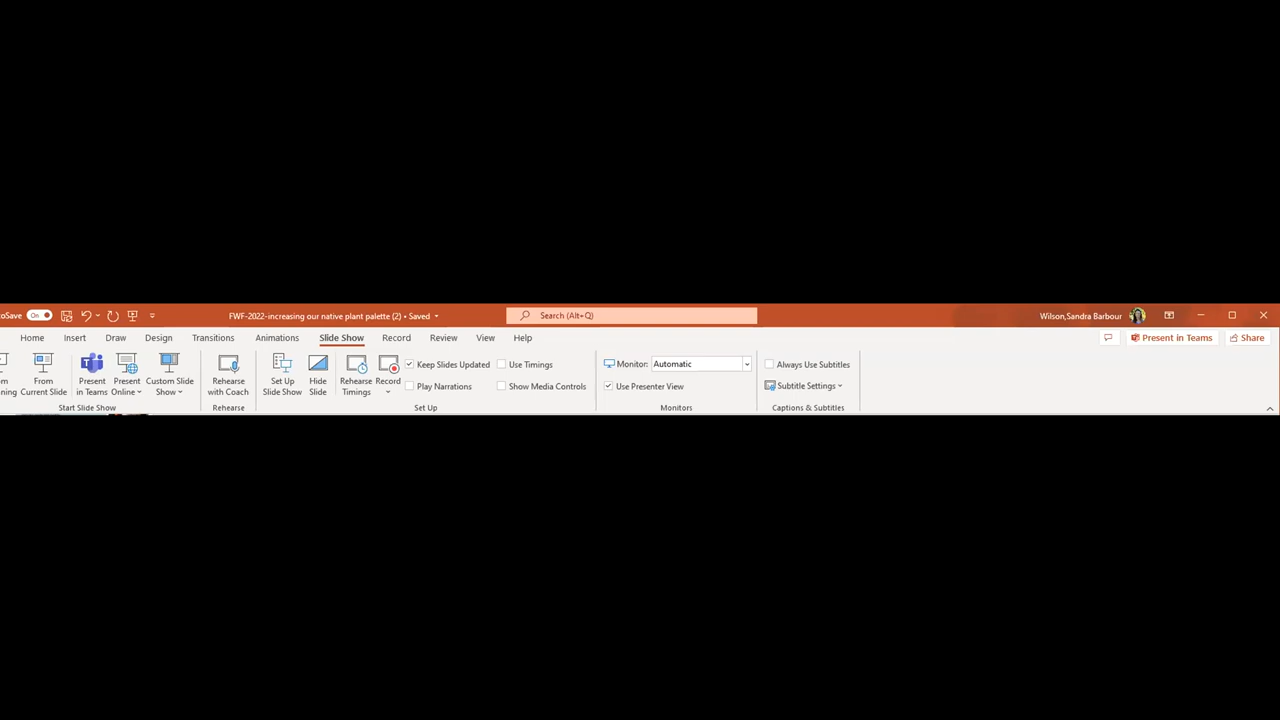 oSave On FWF-2022-increasing our native plant palette (2) • Saved Search (Alt+Q) Wilson,Sandra Barbour
Home Insert Draw Design Transitions Animations Slide Show Record Review View Help Present in Teams Share
From Current Slide
Present in Teams
Present Online
Custom Slide Show
Start Slide Show
Rehearse with Coach
Rehearse
Set Up Slide Show
Hide Slide
Rehearse Timings
Record
Keep Slides Updated Use Timings
Play Narrations Show Media Controls
Set Up
Monitor: Automatic
Use Presenter View
Monitors
Always Use Subtitles
Subtitle Settings
Captions & Subtitles